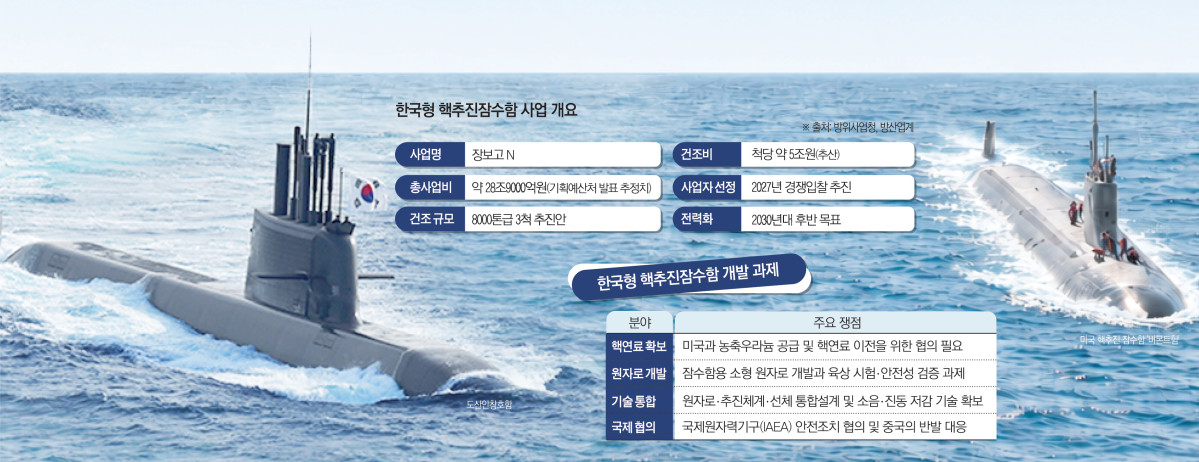 한국형 핵추진잠수함 사업 개요
※ 출처: 방위사업청, 방산업계
사업명 장보고 N
건조비 척당 약 5조원(추산)
총사업비 약 28조9000억원(기획예산처 발표 추정치)
사업자 선정 2027년 경쟁입찰 추진
건조 규모 8000톤급 3척 추진안
전력화 2030년대 후반 목표
한국형 핵추진잠수함 개발 과제
분야 주요 쟁점
핵연료 확보 미국과 농축우라늄 공급 및 핵연료 이전을 위한 협의 필요
원자로 개발 잠수함용 소형 원자로 개발과 육상 시험·안전성 검증 과제
기술 통합 원자로·추진체계·선체 통합설계 및 소음·진동 저감 기술 확보
국제 협의 국제원자력기구(IAEA) 안전조치 협의 및 중국의 반발 대응
도산안창호함
미국 핵추진 잠수함 '버몬트함'